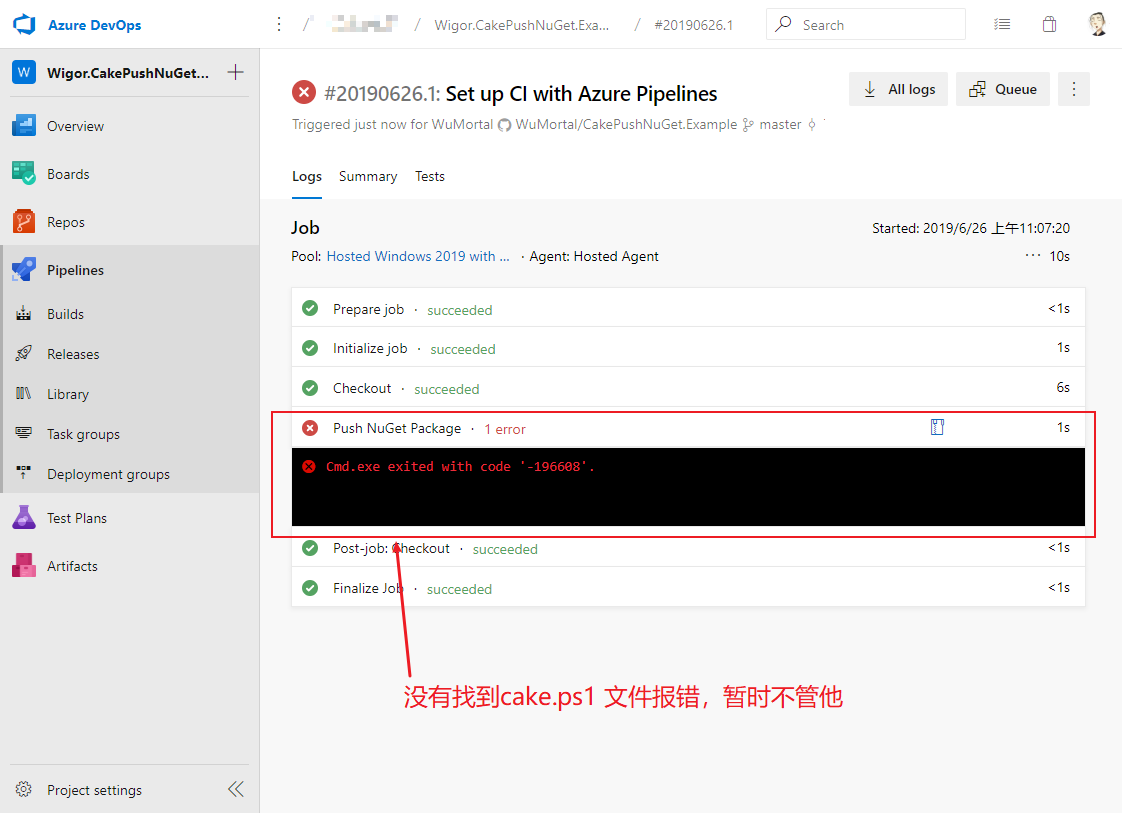 Azure DevOps / / Wigor.CakePushNuGet.Exa... / #20190626.1 Search
W Wigor.CakePushNuGet... +
#20190626.1: Set up CI with Azure Pipelines All logs Queue
Triggered just now for WuMortal WuMortal/CakePushNuGet.Example master
Overview
Boards
Repos
Pipelines
Builds
Releases
Library
Task groups
Deployment groups
Test Plans
Artifacts
Project settings
Logs Summary Tests
Job Started: 2019/6/26 上午11:07:20
Pool: Hosted Windows 2019 with ... · Agent: Hosted Agent ··· 10s
Prepare job · succeeded <1s
Initialize job · succeeded 1s
Checkout · succeeded 6s
Push NuGet Package · 1 error 1s
Cmd.exe exited with code '-196608'.
Post-job: Checkout · succeeded <1s
Finalize Job · succeeded <1s
没有找到cake.ps1 文件报错，暂时不管他